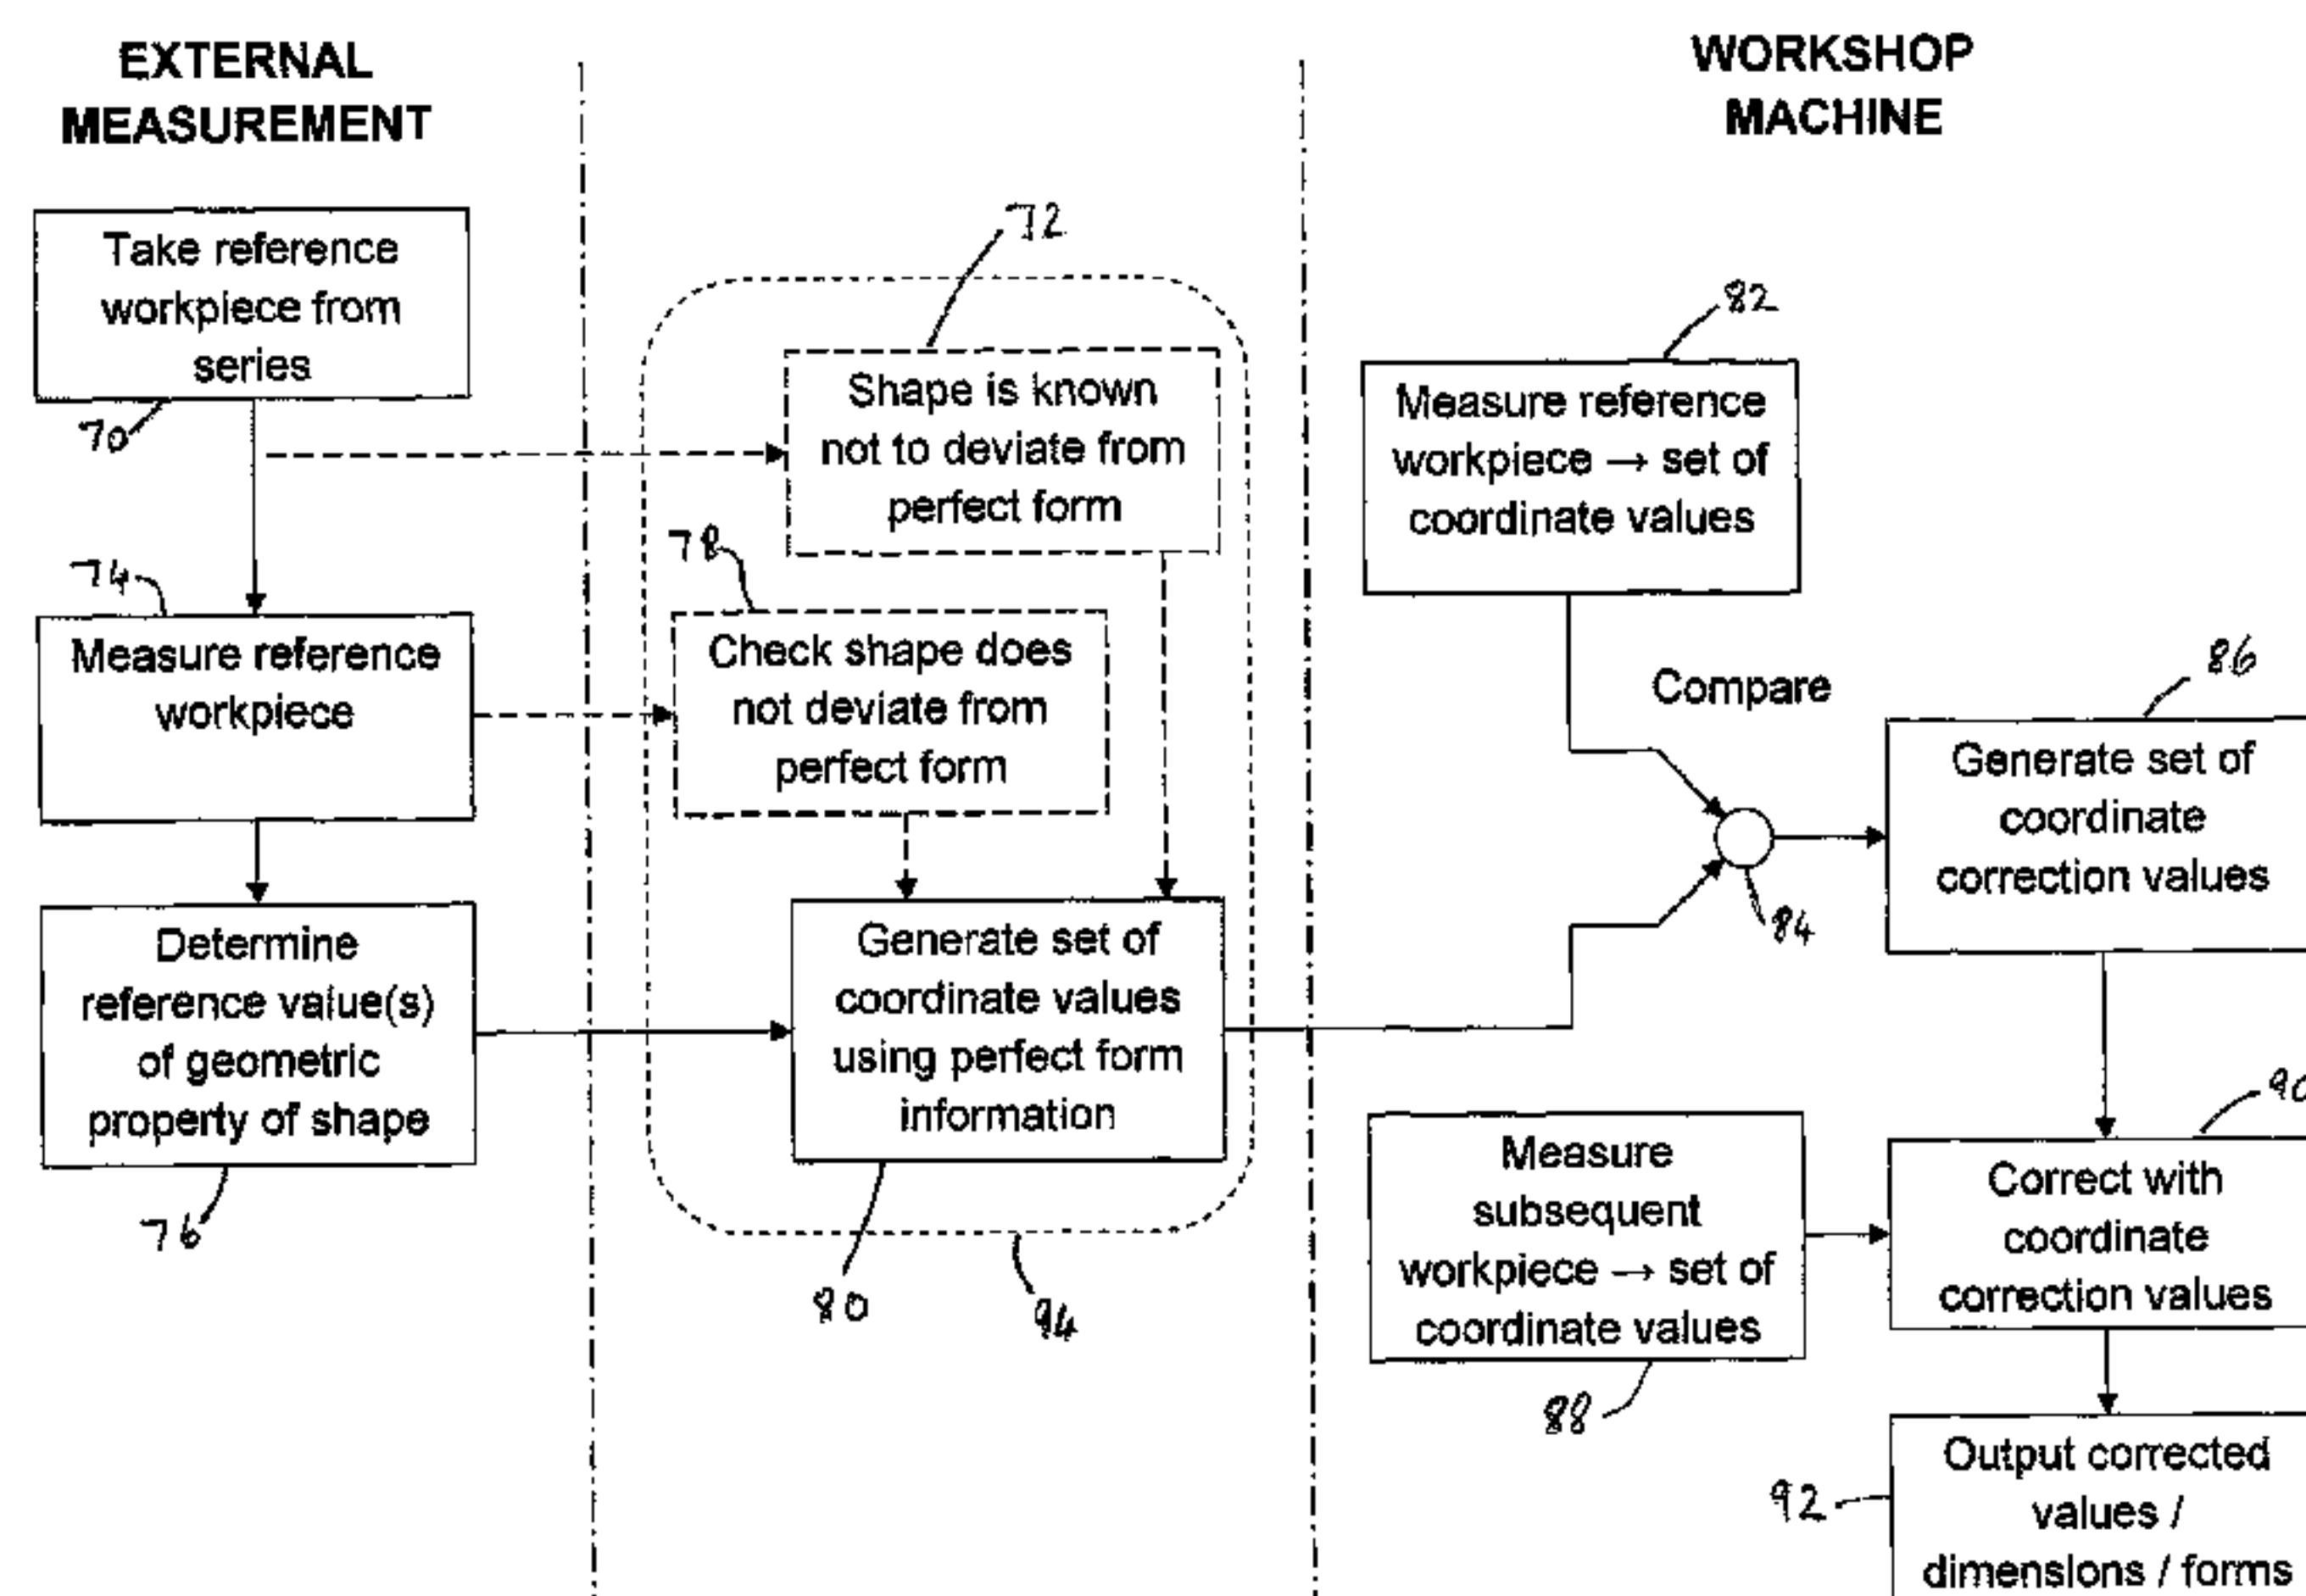 EXTERNAL
MEASUREMENT
Take reference
workpiece from
series
70
74
Measure reference
workpiece
Determine
reference value(s)
of geometric
property of shape
76
72
Shape is known
not to deviate from
perfect form
78
Check shape does
not deviate from
perfect form
Generate set of
coordinate values
using perfect form
information
80
94
WORKSHOP
MACHINE
82
Measure reference
workpiece → set of
coordinate values
Compare
84
86
Generate set of
coordinate
correction values
Measure
subsequent
workpiece → set of
coordinate values
88
90
Correct with
coordinate
correction values
92
Output corrected
values /
dimensions / forms